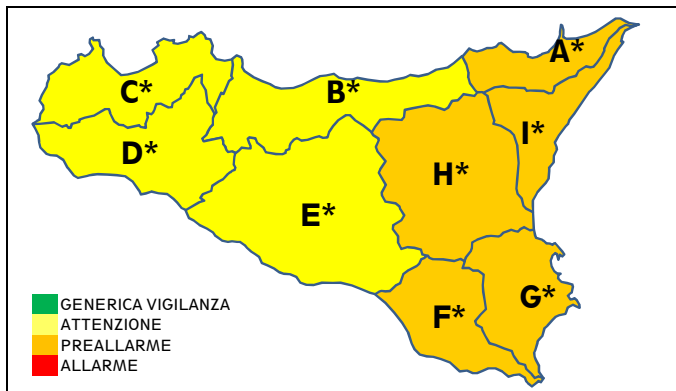 A*
C*
B*
I*
D*
H*
E*
G*
F*
GENERICA VIGILANZA
ATTENZIONE
PREALLARME
ALLARME